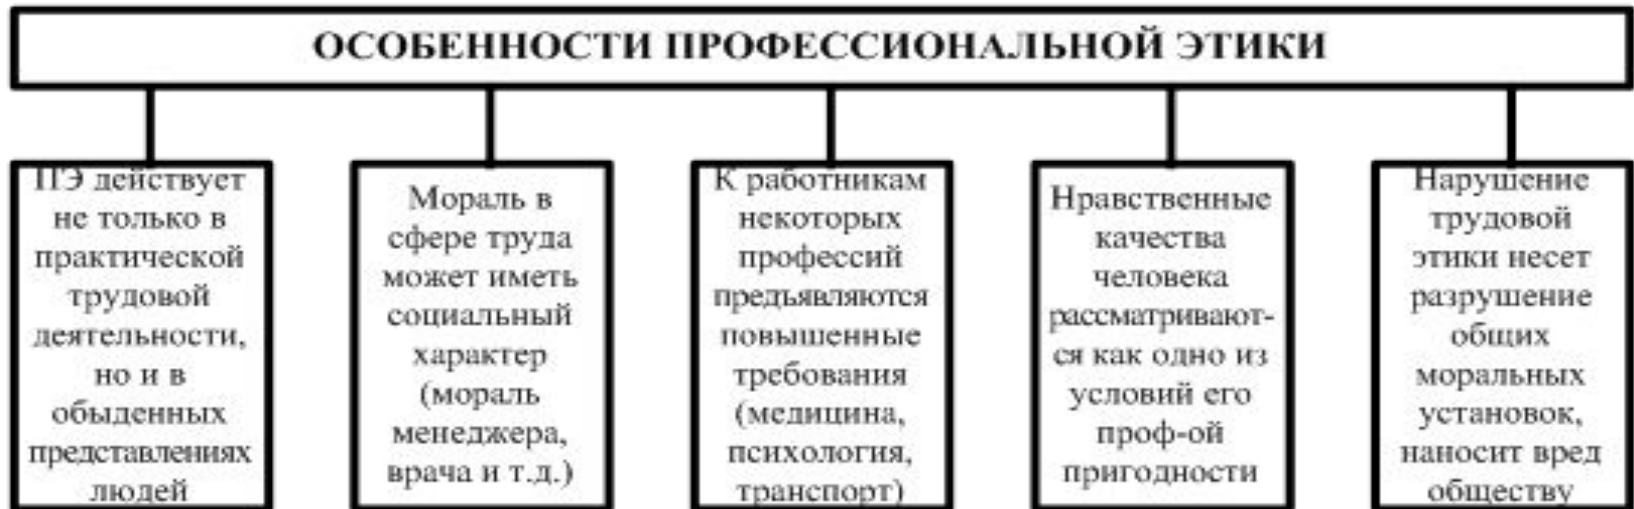 ОСОБЕННОСТИ ПРОФЕССИОНАЛЬНОЙ ЭТИКИ
ПЭ действует
не только в
практической
трудовой
деятельности,
но и в
обыденных
представлениях
людей
Мораль в
сфере труда
может иметь
социальный
характер
(мораль
менеджера,
врача и т.д.)
К работникам
некоторых
профессий
предъявляются
повышенные
требования
(медицина,
психология,
транспорт)
Нравственные
качества
человека
рассматривают-
ся как одно из
условий его
проф-ой
пригодности
Нарушение
трудовой
этики несет
разрушение
общих
моральных
установок,
наносит вред
обществу